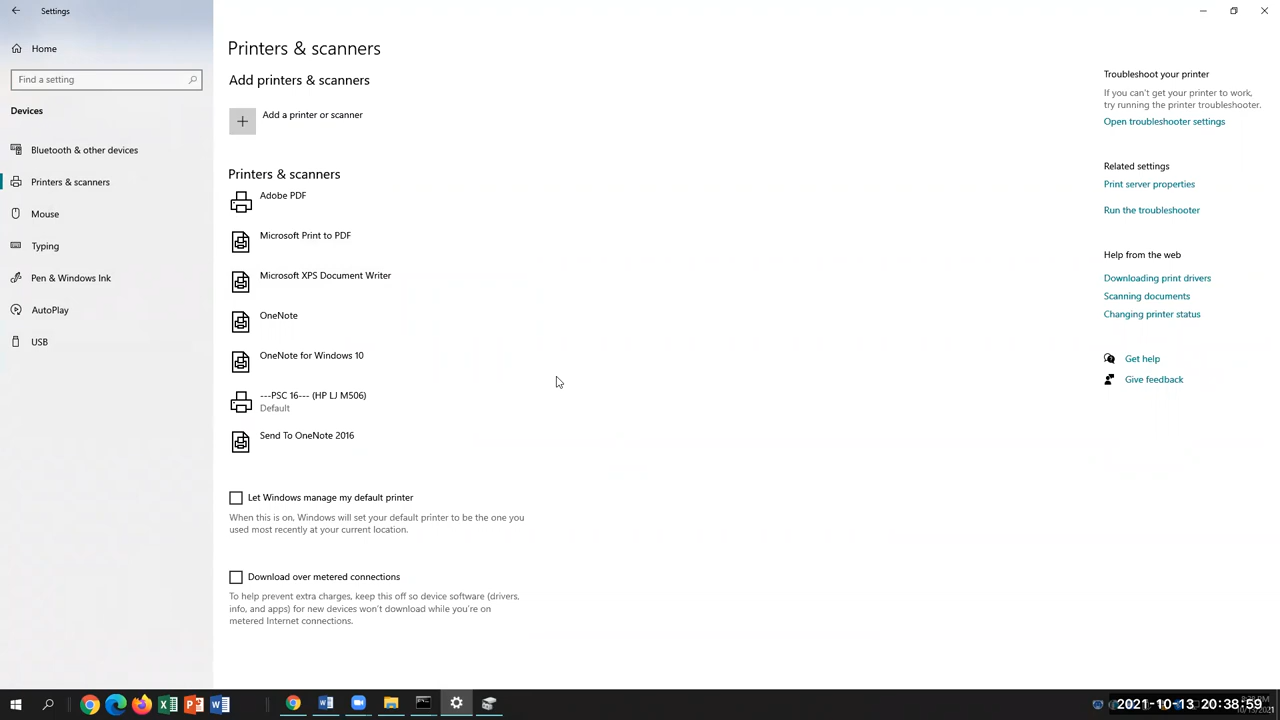 Settings
Home
Find a setting
Devices
Bluetooth & other devices
Printers & scanners
Mouse
Typing
Pen & Windows Ink
AutoPlay
USB
Printers & scanners
Add printers & scanners
Add a printer or scanner
Printers & scanners
Adobe PDF
Microsoft Print to PDF
Microsoft XPS Document Writer
OneNote
OneNote for Windows 10
---PSC 16--- (HP LJ M506)
Default
Send To OneNote 2016
Let Windows manage my default printer
When this is on, Windows will set your default printer to be the one you
used most recently at your current location.
Download over metered connections
To help prevent extra charges, keep this off so device software (drivers,
info, and apps) for new devices won't download while you're on
metered Internet connections.
Troubleshoot your printer
If you can't get your printer to work,
try running the printer troubleshooter.
Open troubleshooter settings
Related settings
Print server properties
Run the troubleshooter
Help from the web
Downloading print drivers
Scanning documents
Changing printer status
Get help
Give feedback
2021-10-13 20:38:59